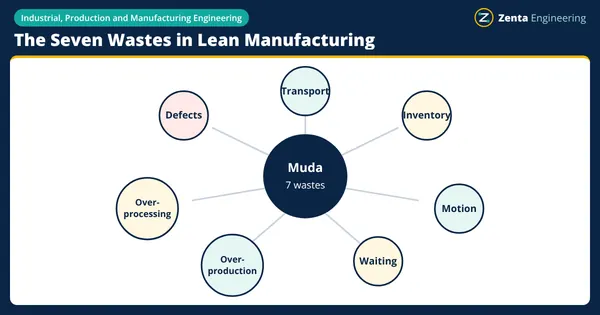 Industrial, Production and Manufacturing Engineering
Zenta Engineering
The Seven Wastes in Lean Manufacturing
Transport
Defects
Inventory
Muda
7 wastes
Over-
processing
Motion
Over-
production
Waiting